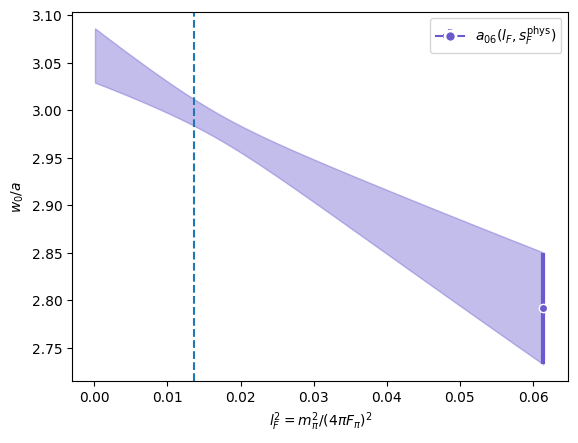 3.10
3.05
3.00
2.95
2.90
2.85
2.80
2.75
w₀/a
a₀₆(l_F, s_F^phys)
0.00 0.01 0.02 0.03 0.04 0.05 0.06
l_F² = m_π²/(4πF_π)²